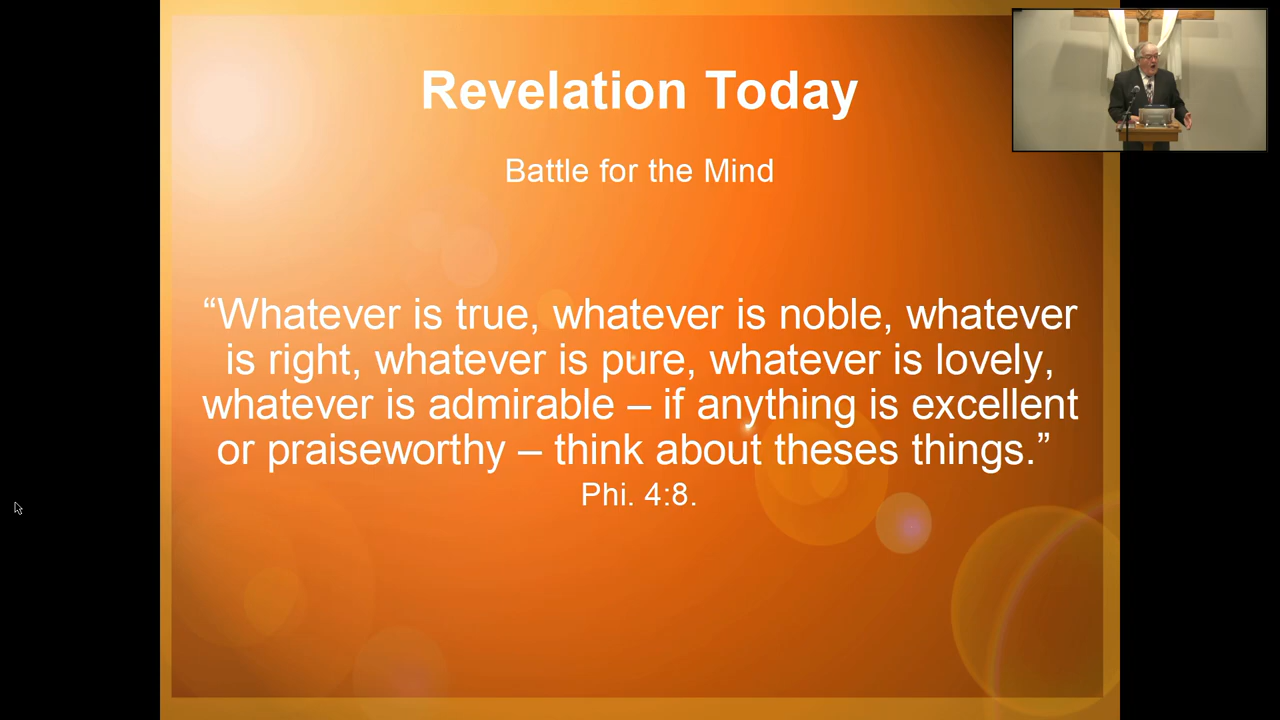 Revelation Today
Battle for the Mind
“Whatever is true, whatever is noble, whatever
is right, whatever is pure, whatever is lovely,
whatever is admirable – if anything is excellent
or praiseworthy – think about theses things.”
Phi. 4:8.